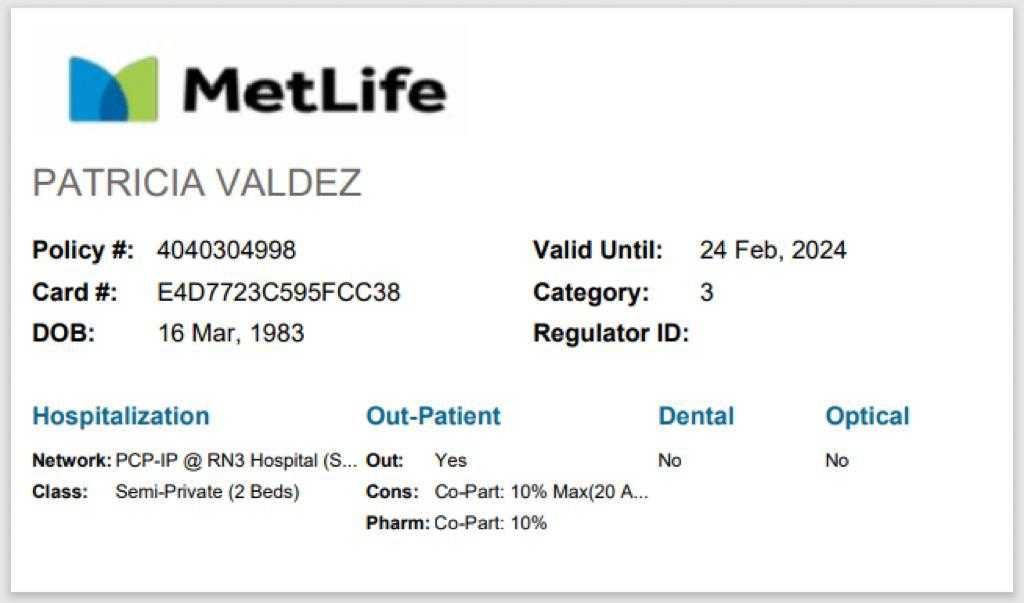 MetLife
PATRICIA VALDEZ
Policy #: 4040304998 Valid Until: 24 Feb, 2024
Card #: E4D7723C595FCC38 Category: 3
DOB: 16 Mar, 1983 Regulator ID:
Hospitalization Out-Patient Dental Optical
Network: PCP-IP @ RN3 Hospital (S... Out: Yes No No
Class: Semi-Private (2 Beds) Cons: Co-Part: 10% Max(20 A...
Pharm: Co-Part: 10%